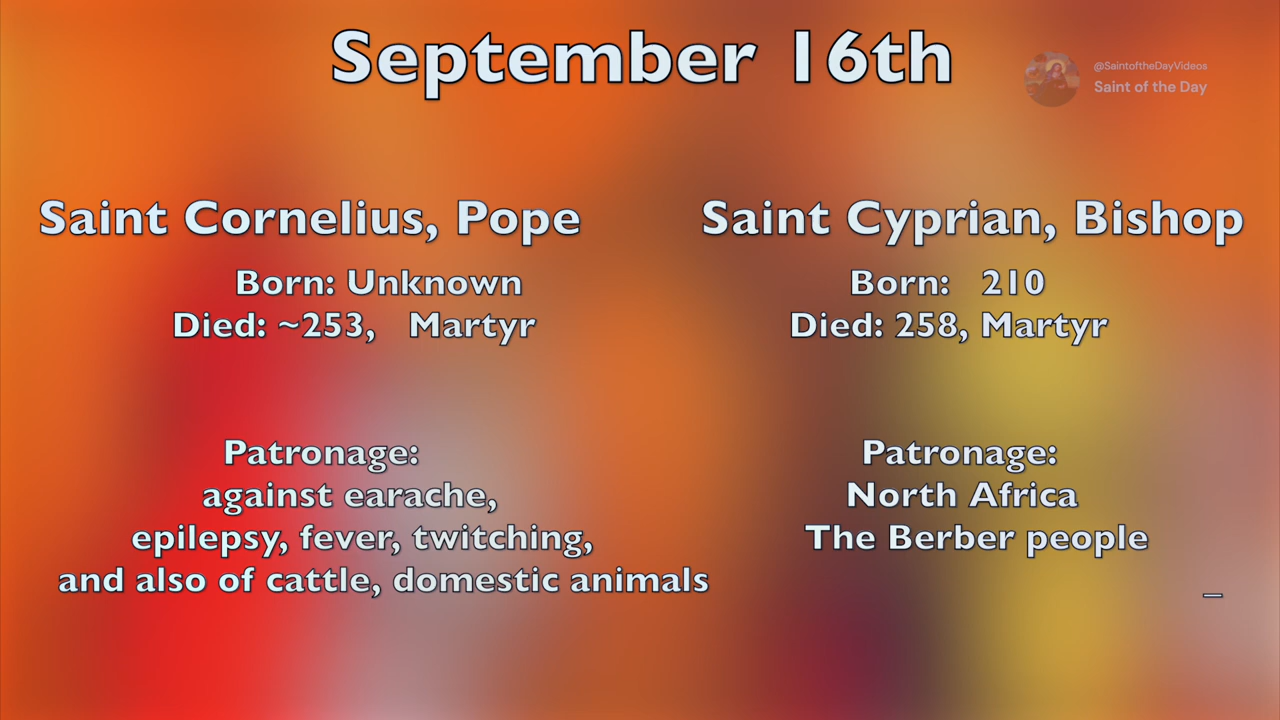 September 16th
@SaintoftheDayVideos
Saint of the Day
Saint Cornelius, Pope
Born: Unknown
Died: ~253, Martyr
Patronage:
against earache,
epilepsy, fever, twitching,
and also of cattle, domestic animals
Saint Cyprian, Bishop
Born: 210
Died: 258, Martyr
Patronage:
North Africa
The Berber people
_